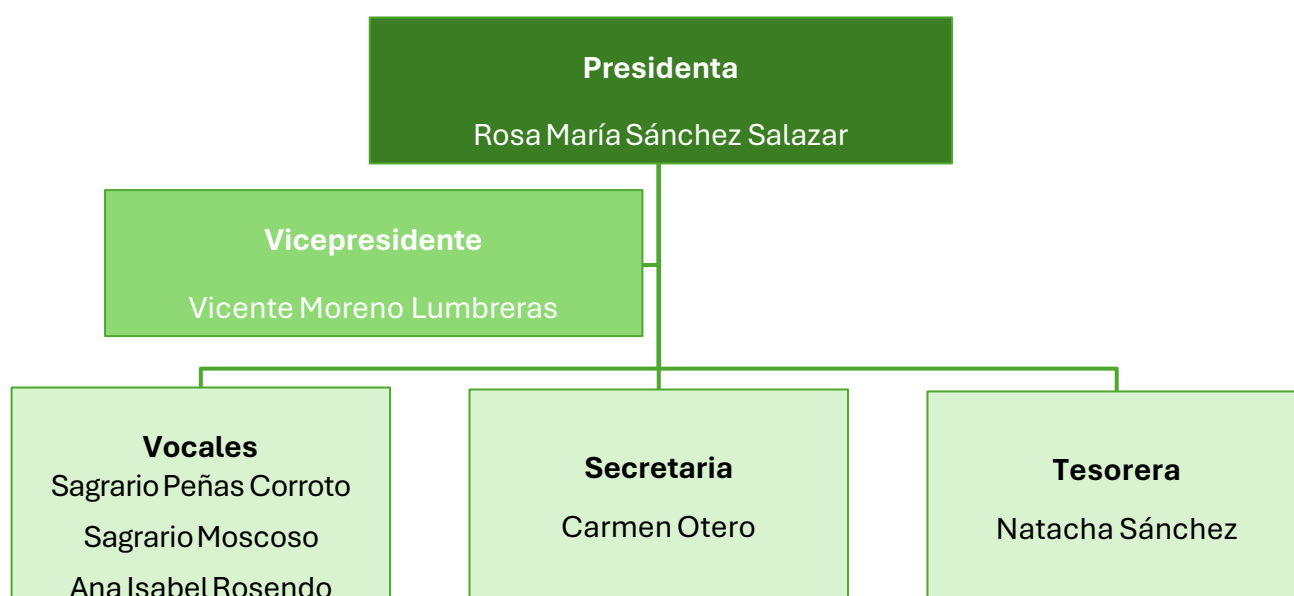 Presidenta
Rosa María Sánchez Salazar
Vicepresidente
Vicente Moreno Lumbreras
Vocales
Sagrario Peñas Corroto
Sagrario Moscoso
Ana Isabel Rosendo
Secretaria
Carmen Otero
Tesorera
Natacha Sánchez